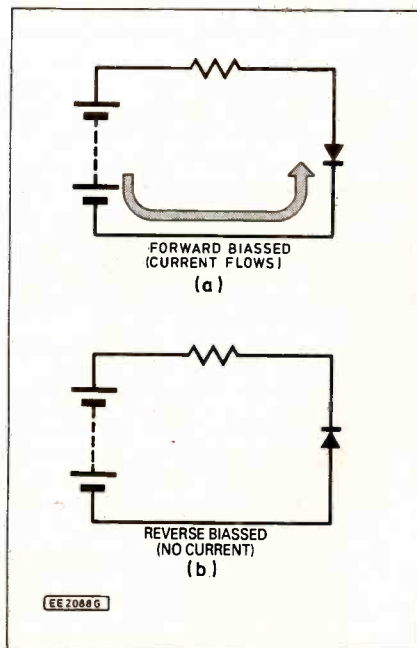 FORWARD BIASSED
(CURRENT FLOWS)
(a)
REVERSE BIASSED
(NO CURRENT)
(b)
EE2088G